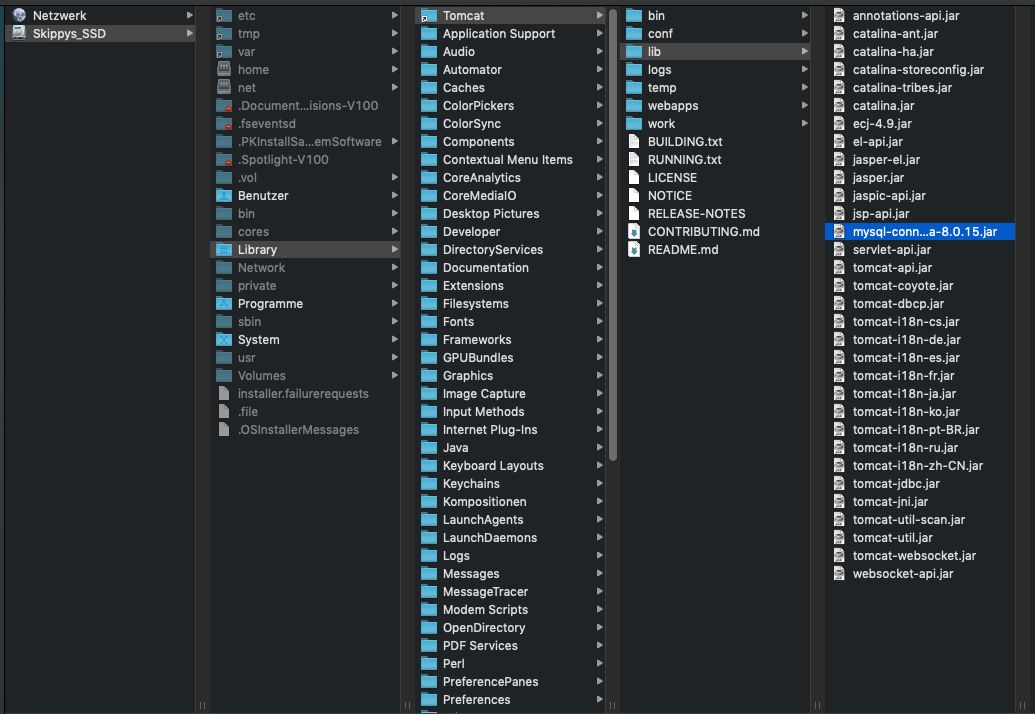 Netzwerk
Skippys_SSD
etc
tmp
var
home
net
.Document...isions-V100
.fseventsd
.PKInstallSa...emSoftware
.Spotlight-V100
.vol
Benutzer
bin
cores
Library
Network
private
Programme
sbin
System
usr
Volumes
installer.failurerequests
.file
.OSInstallerMessages
Tomcat
Application Support
Audio
Automator
Caches
ColorPickers
ColorSync
Components
Contextual Menu Items
CoreAnalytics
CoreMediaIO
Desktop Pictures
Developer
DirectoryServices
Documentation
Extensions
Filesystems
Fonts
Frameworks
GPUBundles
Graphics
Image Capture
Input Methods
Internet Plug-Ins
Java
Keyboard Layouts
Keychains
Kompositionen
LaunchAgents
LaunchDaemons
Logs
Messages
MessageTracer
Modem Scripts
OpenDirectory
PDF Services
Perl
PreferencePanes
Preferences
bin
conf
lib
logs
temp
webapps
work
BUILDING.txt
RUNNING.txt
LICENSE
NOTICE
RELEASE-NOTES
CONTRIBUTING.md
README.md
annotations-api.jar
catalina-ant.jar
catalina-ha.jar
catalina-storeconfig.jar
catalina-tribes.jar
catalina.jar
ecj-4.9.jar
el-api.jar
jasper-el.jar
jasper.jar
jaspic-api.jar
jsp-api.jar
mysql-conn...a-8.0.15.jar
servlet-api.jar
tomcat-api.jar
tomcat-coyote.jar
tomcat-dbcp.jar
tomcat-i18n-cs.jar
tomcat-i18n-de.jar
tomcat-i18n-es.jar
tomcat-i18n-fr.jar
tomcat-i18n-ja.jar
tomcat-i18n-ko.jar
tomcat-i18n-pt-BR.jar
tomcat-i18n-ru.jar
tomcat-i18n-zh-CN.jar
tomcat-jdbc.jar
tomcat-jni.jar
tomcat-util-scan.jar
tomcat-util.jar
tomcat-websocket.jar
websocket-api.jar